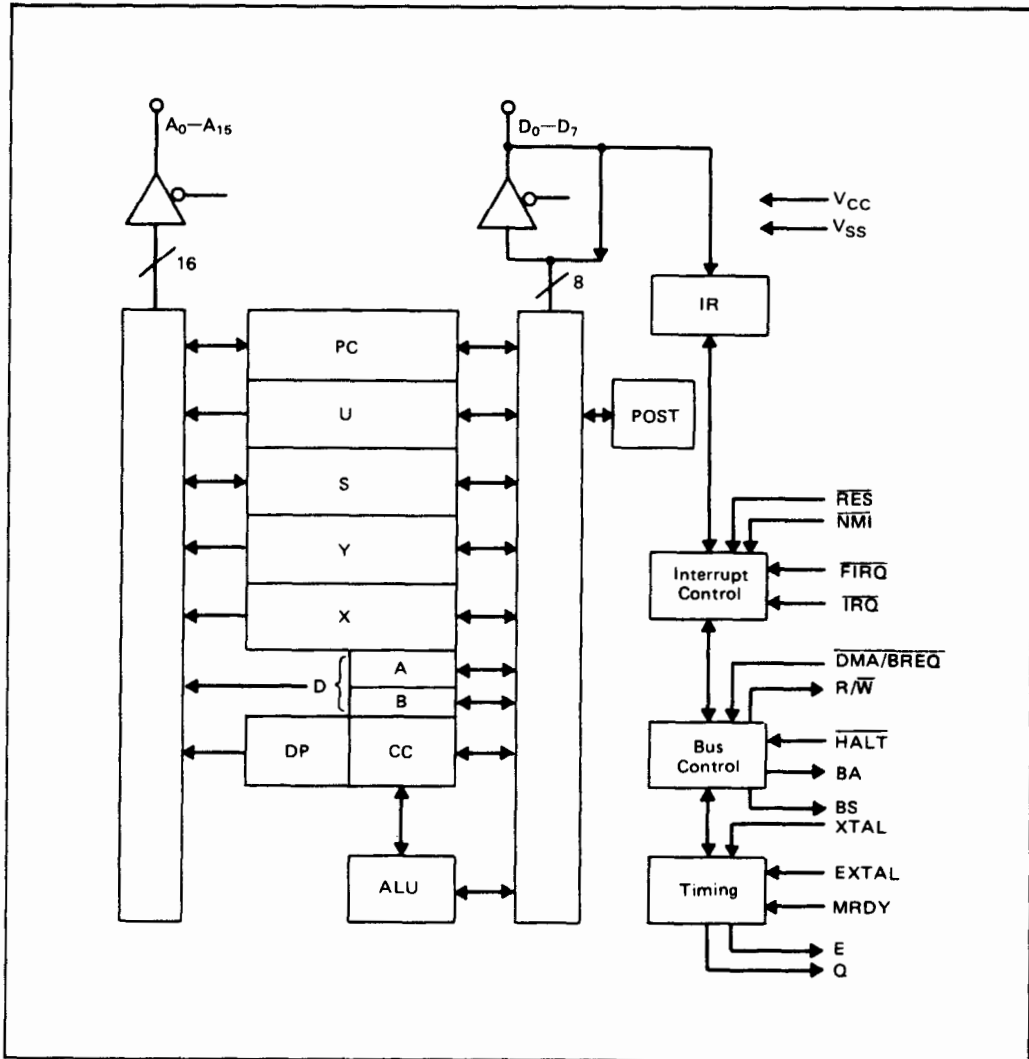 A0–A15
D0–D7
VCC
VSS
16
8
IR
PC
U
POST
S
RES
NMI
Y
Interrupt
Control
FIRQ
IRQ
X
A
D {
B
DMA/BREQ
R/W
DP
CC
Bus
Control
HALT
BA
BS
XTAL
ALU
Timing
EXTAL
MRDY
E
Q